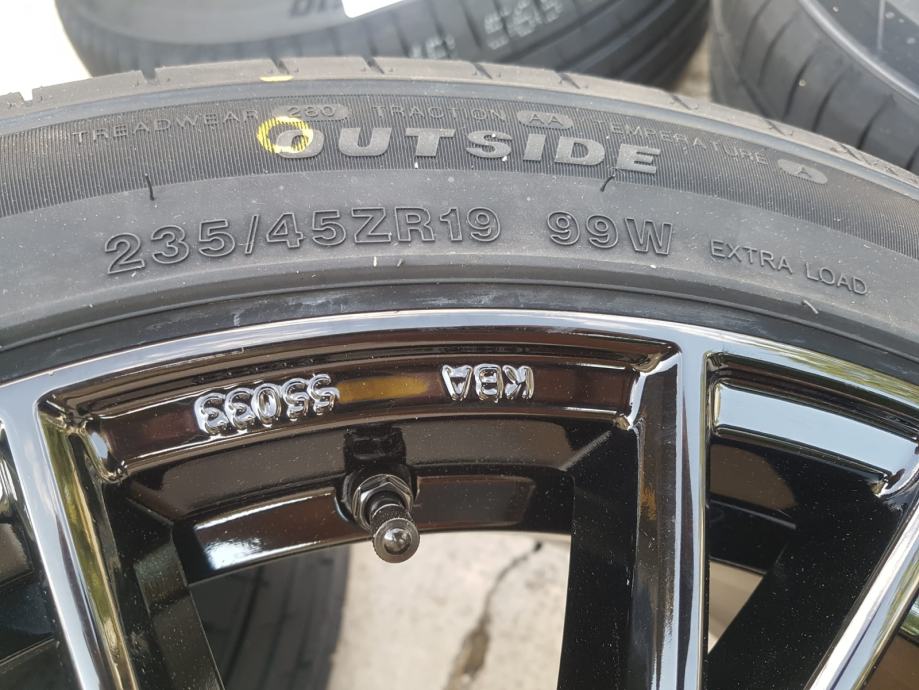 TREADWEAR 280 TRACTION AA TEMPERATURE A
OUTSIDE
235/45ZR19 99W EXTRA LOAD
KBA 55033